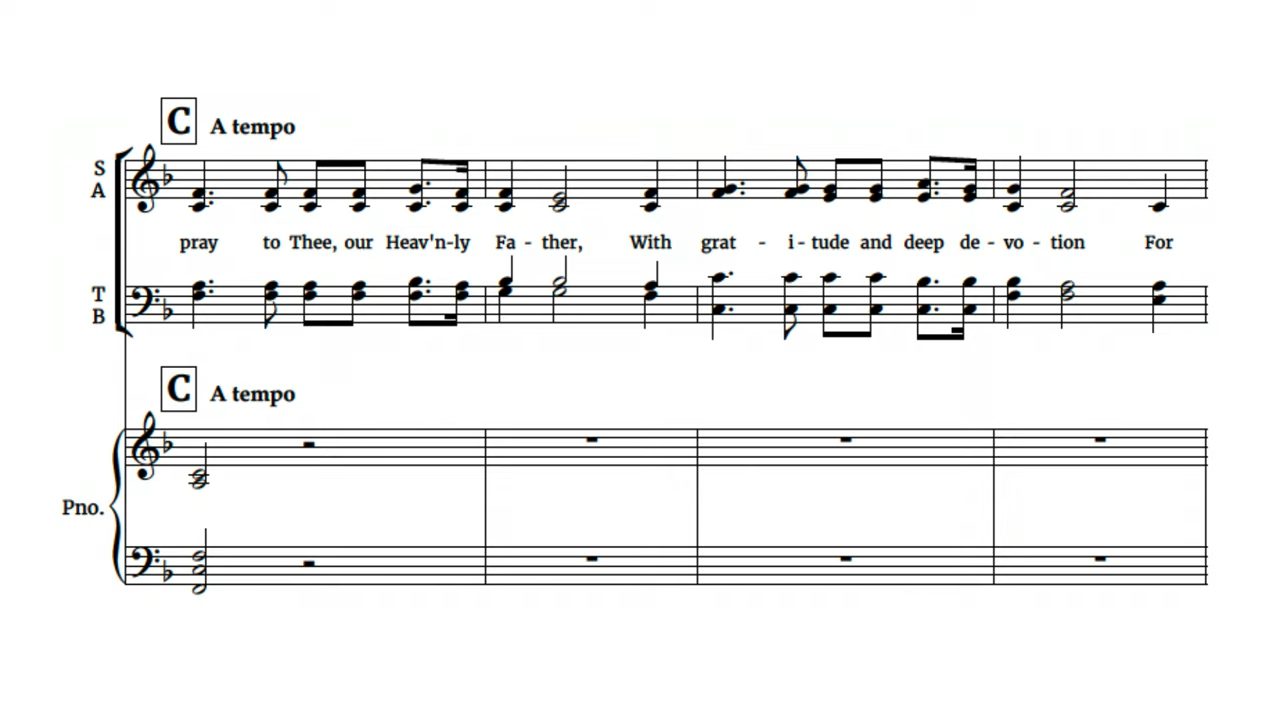 C A tempo
S
A
pray to Thee, our Heav'n-ly Fa - ther, With grat - i - tude and deep de - vo - tion For
T
B
C A tempo
Pno.